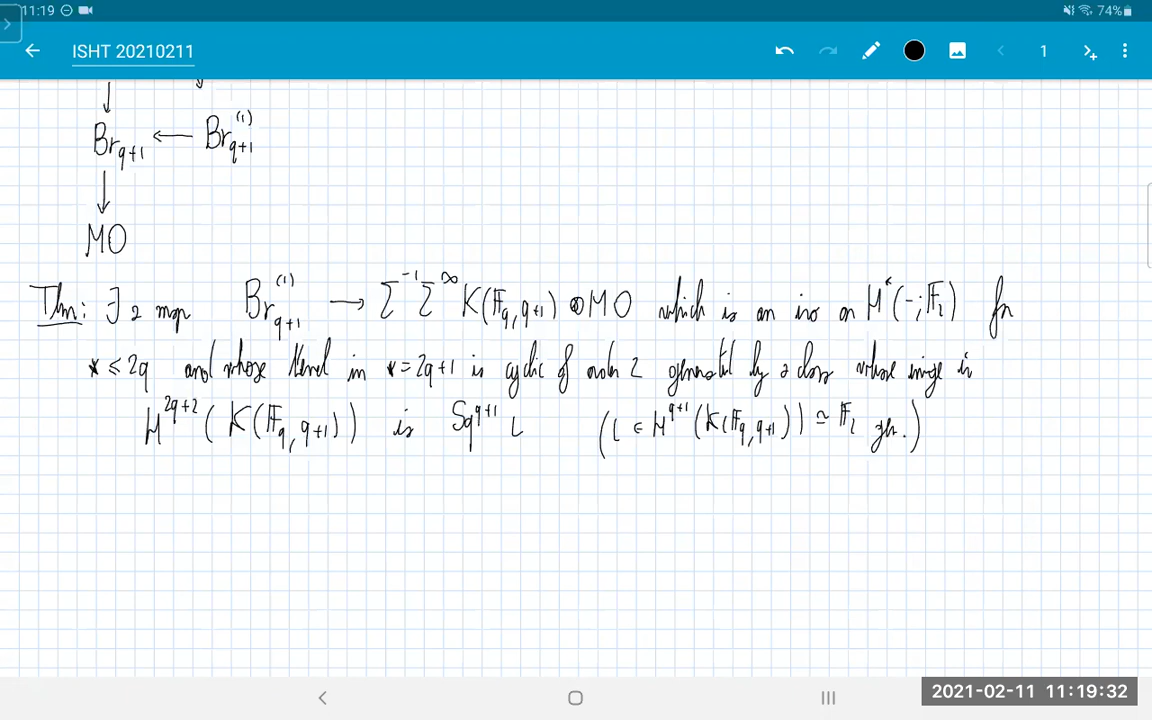 11:19 74%
ISHT 20210211 1
Br_{q+1} ← Br_{q+1}^{(1)}
MO
Thm: ∃ a map Br_{q+1}^{(1)} → Σ^{-1} Σ^∞ K(𝔽_q, q+1) ⊗ MO which is an iso on H^*(-; 𝔽_2) for
* ≤ 2q and whose kernel in * = 2q+1 is cyclic of order 2 generated by a class whose image in
H^{2q+2}(K(𝔽_q, q+1)) is Sq^{q+1} ι (ι ∈ H^{q+1}(K(𝔽_q, q+1)) ≃ 𝔽_2 gen.)
2021-02-11 11:19:32